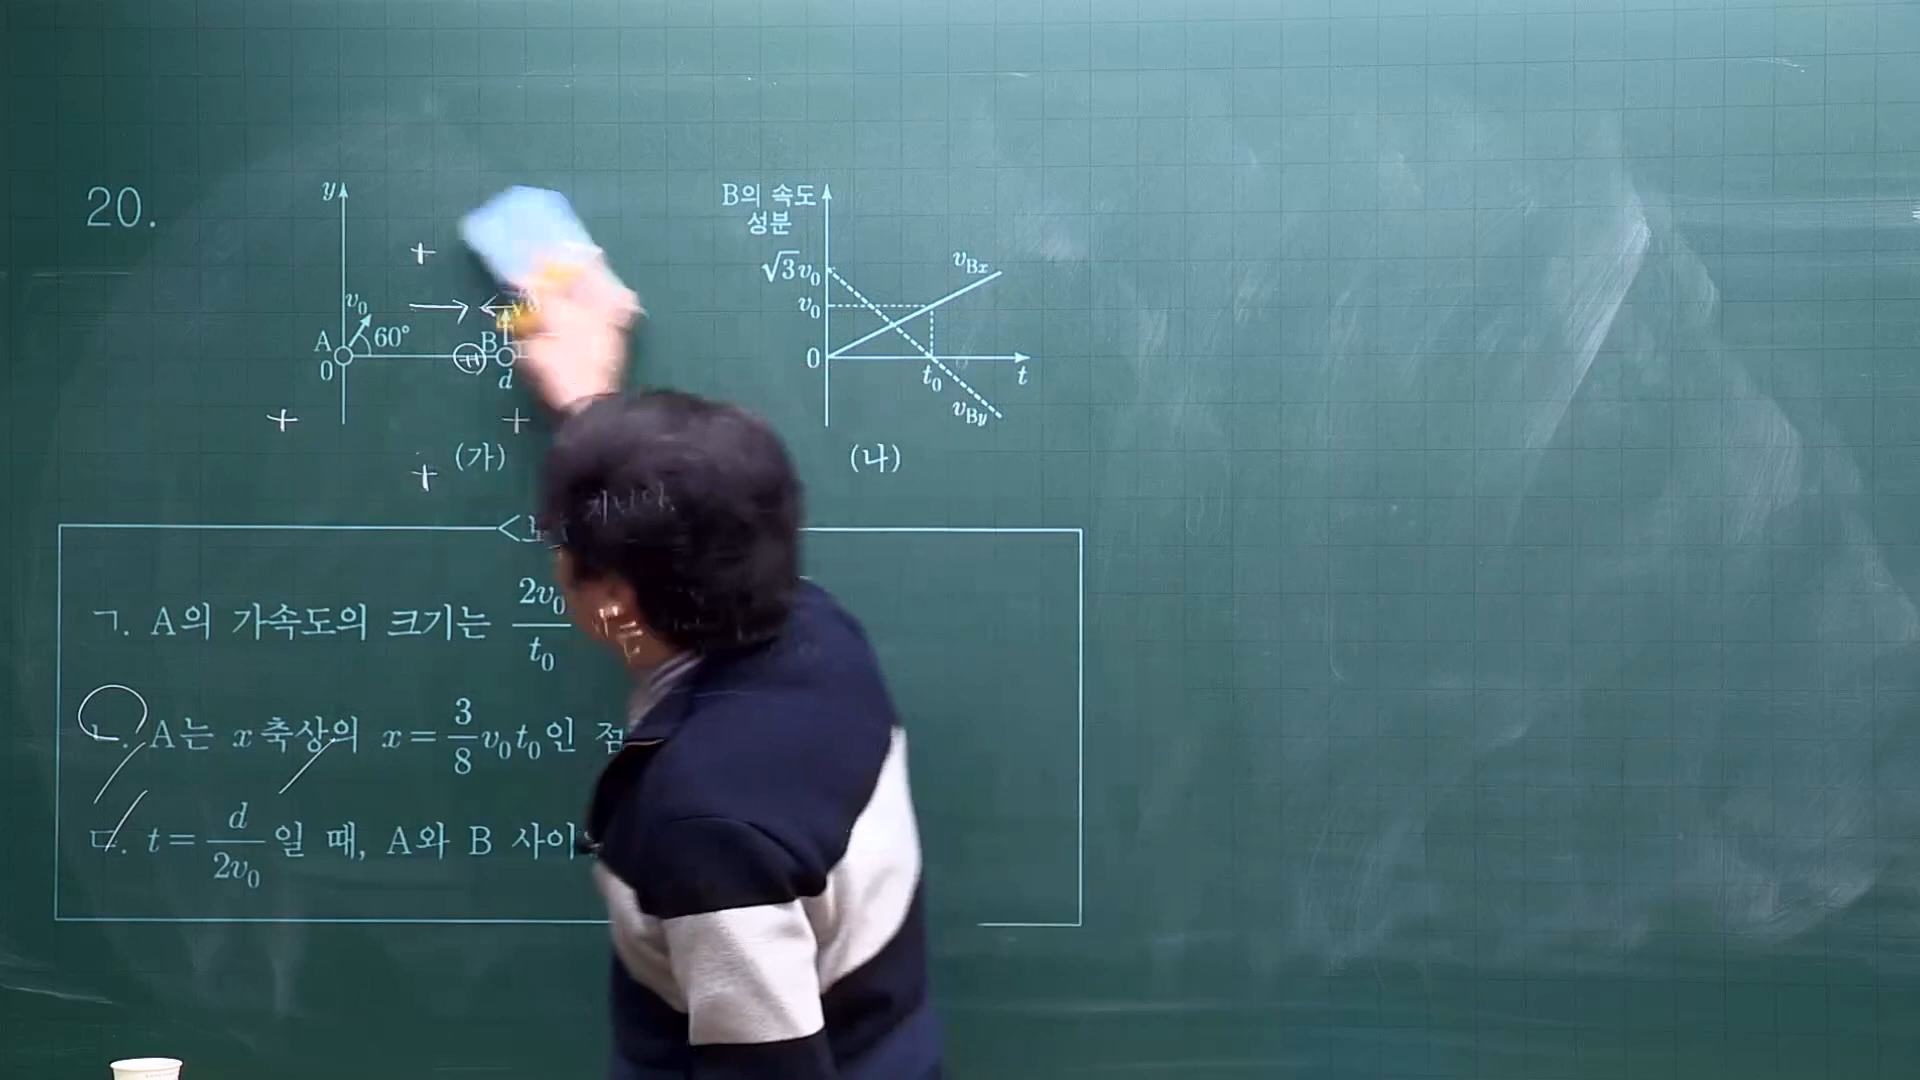 20.
y
v₀
A
60°
0
B
d
(가)
B의 속도
성분
√3v₀
v₀
0
t₀
t
v_Bx
v_By
(나)
ㄱ. A의 가속도의 크기는 2v₀/t₀
ㄴ. A는 x축상의 x = 3/8 v₀t₀인 점
ㄷ. t = d/2v₀ 일 때, A와 B 사이